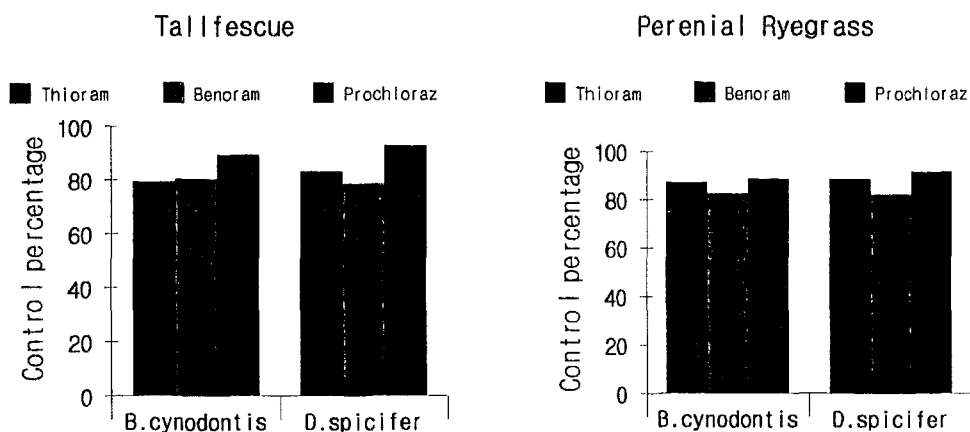 Tallfescue
Thioram Benoram Prochloraz
Control percentage
100
80
60
40
20
0
B.cynodontis D.spicifer
Perenial Ryegrass
Thioram Benoram Prochloraz
Control percentage
100
80
60
40
20
0
B.cynodontis D.spicifer